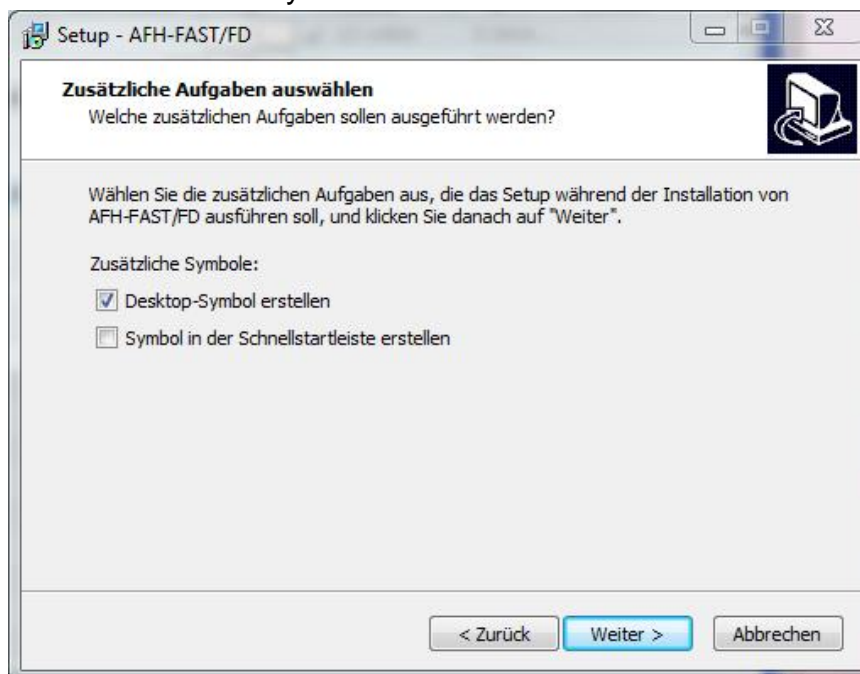 Setup - AFH-FAST/FD
Zusätzliche Aufgaben auswählen
Welche zusätzlichen Aufgaben sollen ausgeführt werden?
Wählen Sie die zusätzlichen Aufgaben aus, die das Setup während der Installation von
AFH-FAST/FD ausführen soll, und klicken Sie danach auf "Weiter".
Zusätzliche Symbole:
Desktop-Symbol erstellen
Symbol in der Schnellstartleiste erstellen
< Zurück
Weiter >
Abbrechen